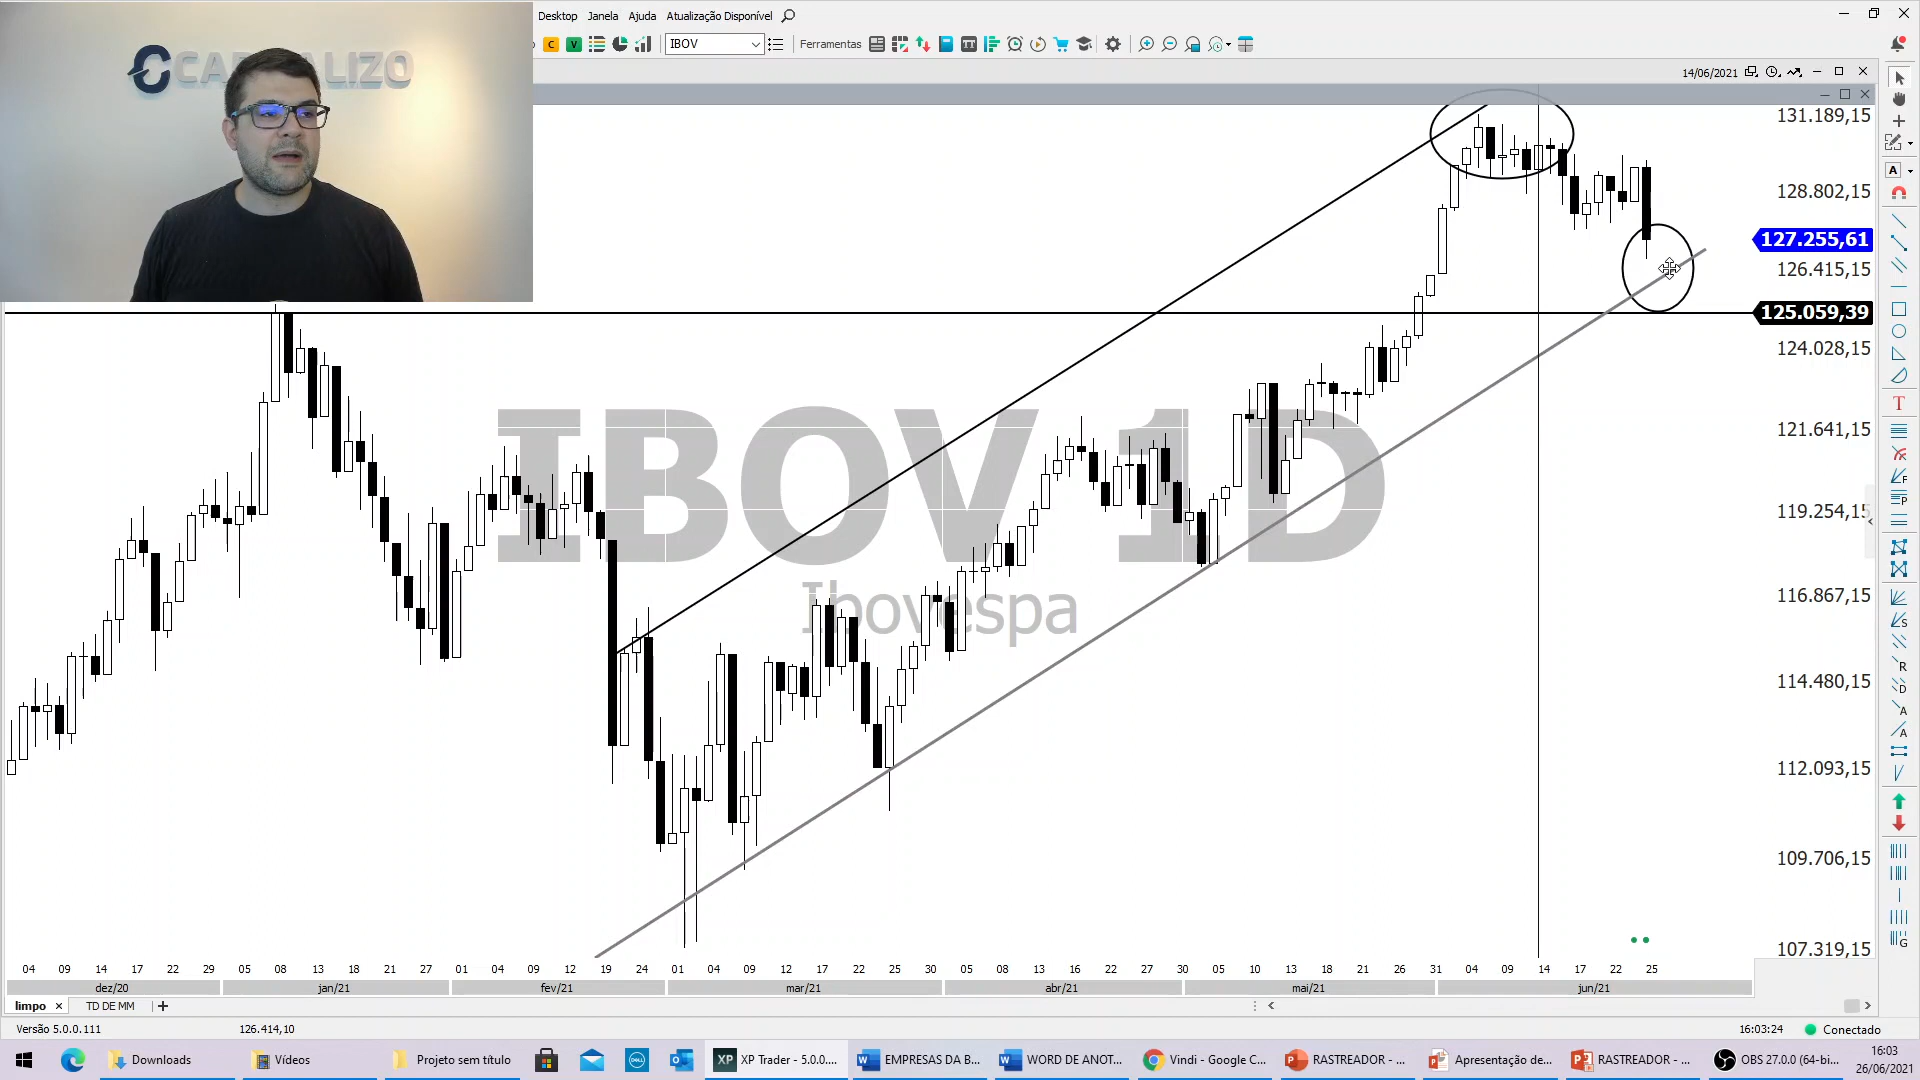 Desktop Janela Ajuda Atualização Disponível
C V IBOV Ferramentas
14/06/2021
131.189,15
128.802,15
127.255,61
126.415,15
125.059,39
124.028,15
121.641,15
119.254,15
116.867,15
114.480,15
112.093,15
109.706,15
107.319,15
IBOV 1D
Ibovespa
04 09 14 17 22 29 05 08 13 18 21 27 01 04 09 12 19 24 01 04 09 12 17 22 25 30 05 08 13 16 22 27 30 05 10 13 18 21 26 31 04 09 14 17 22 25
dez/20 jan/21 fev/21 mar/21 abr/21 mai/21 jun/21
limpo × TD DE MM +
Versão 5.0.0.111 126.414,10 16:03:24 Conectado
Downloads Vídeos Projeto sem título XP Trader - 5.0.0.... EMPRESAS DA B... WORD DE ANOT... Vindi - Google C... RASTREADOR - ... Apresentação de... RASTREADOR - ... OBS 27.0.0 (64-bi...
16:03
26/06/2021